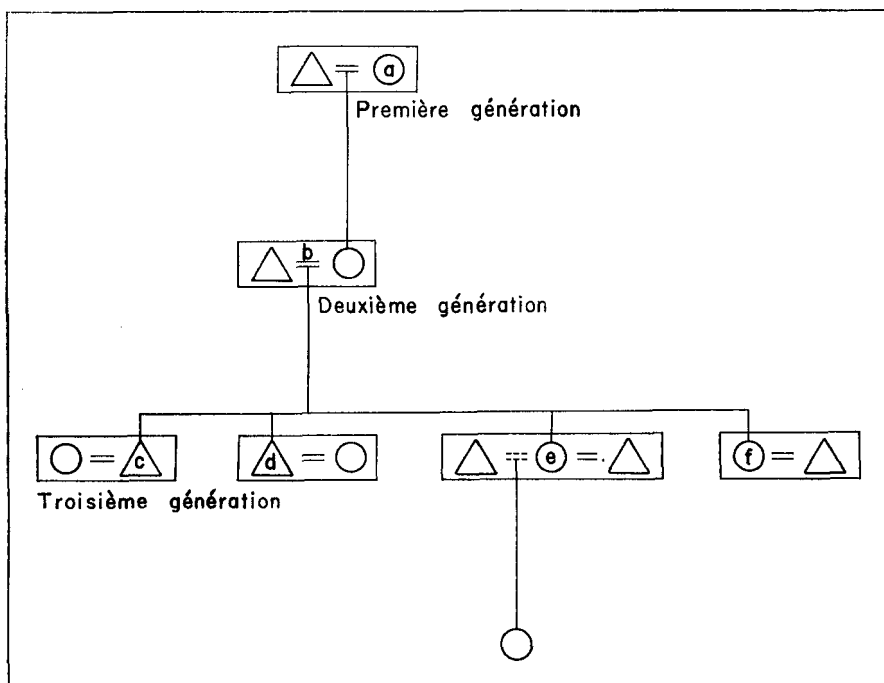 a
Première génération
b
Deuxième génération
c d e f
Troisième génération